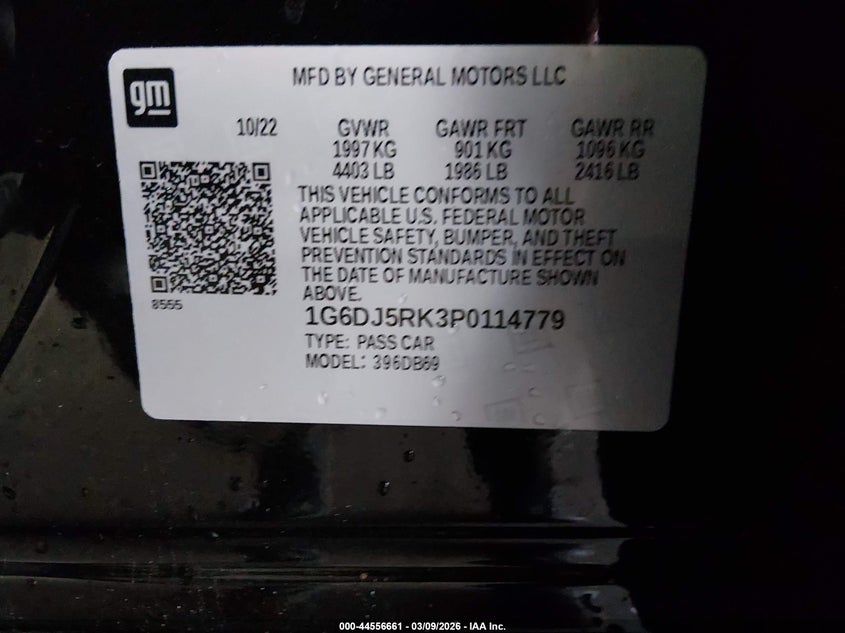 gm
MFD BY GENERAL MOTORS LLC
10/22 GVWR GAWR FRT GAWR RR
1997 KG 901 KG 1096 KG
4403 LB 1986 LB 2416 LB
THIS VEHICLE CONFORMS TO ALL
APPLICABLE U.S. FEDERAL MOTOR
VEHICLE SAFETY, BUMPER, AND THEFT
PREVENTION STANDARDS IN EFFECT ON
THE DATE OF MANUFACTURE SHOWN
ABOVE.
8555
1G6DJ5RK3P0114779
TYPE: PASS CAR
MODEL: 396DB69
000-44556661 - 03/09/2026 - IAA Inc.